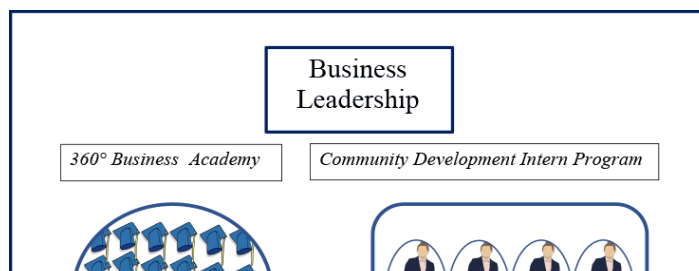 Business
Leadership
360° Business Academy
Community Development Intern Program